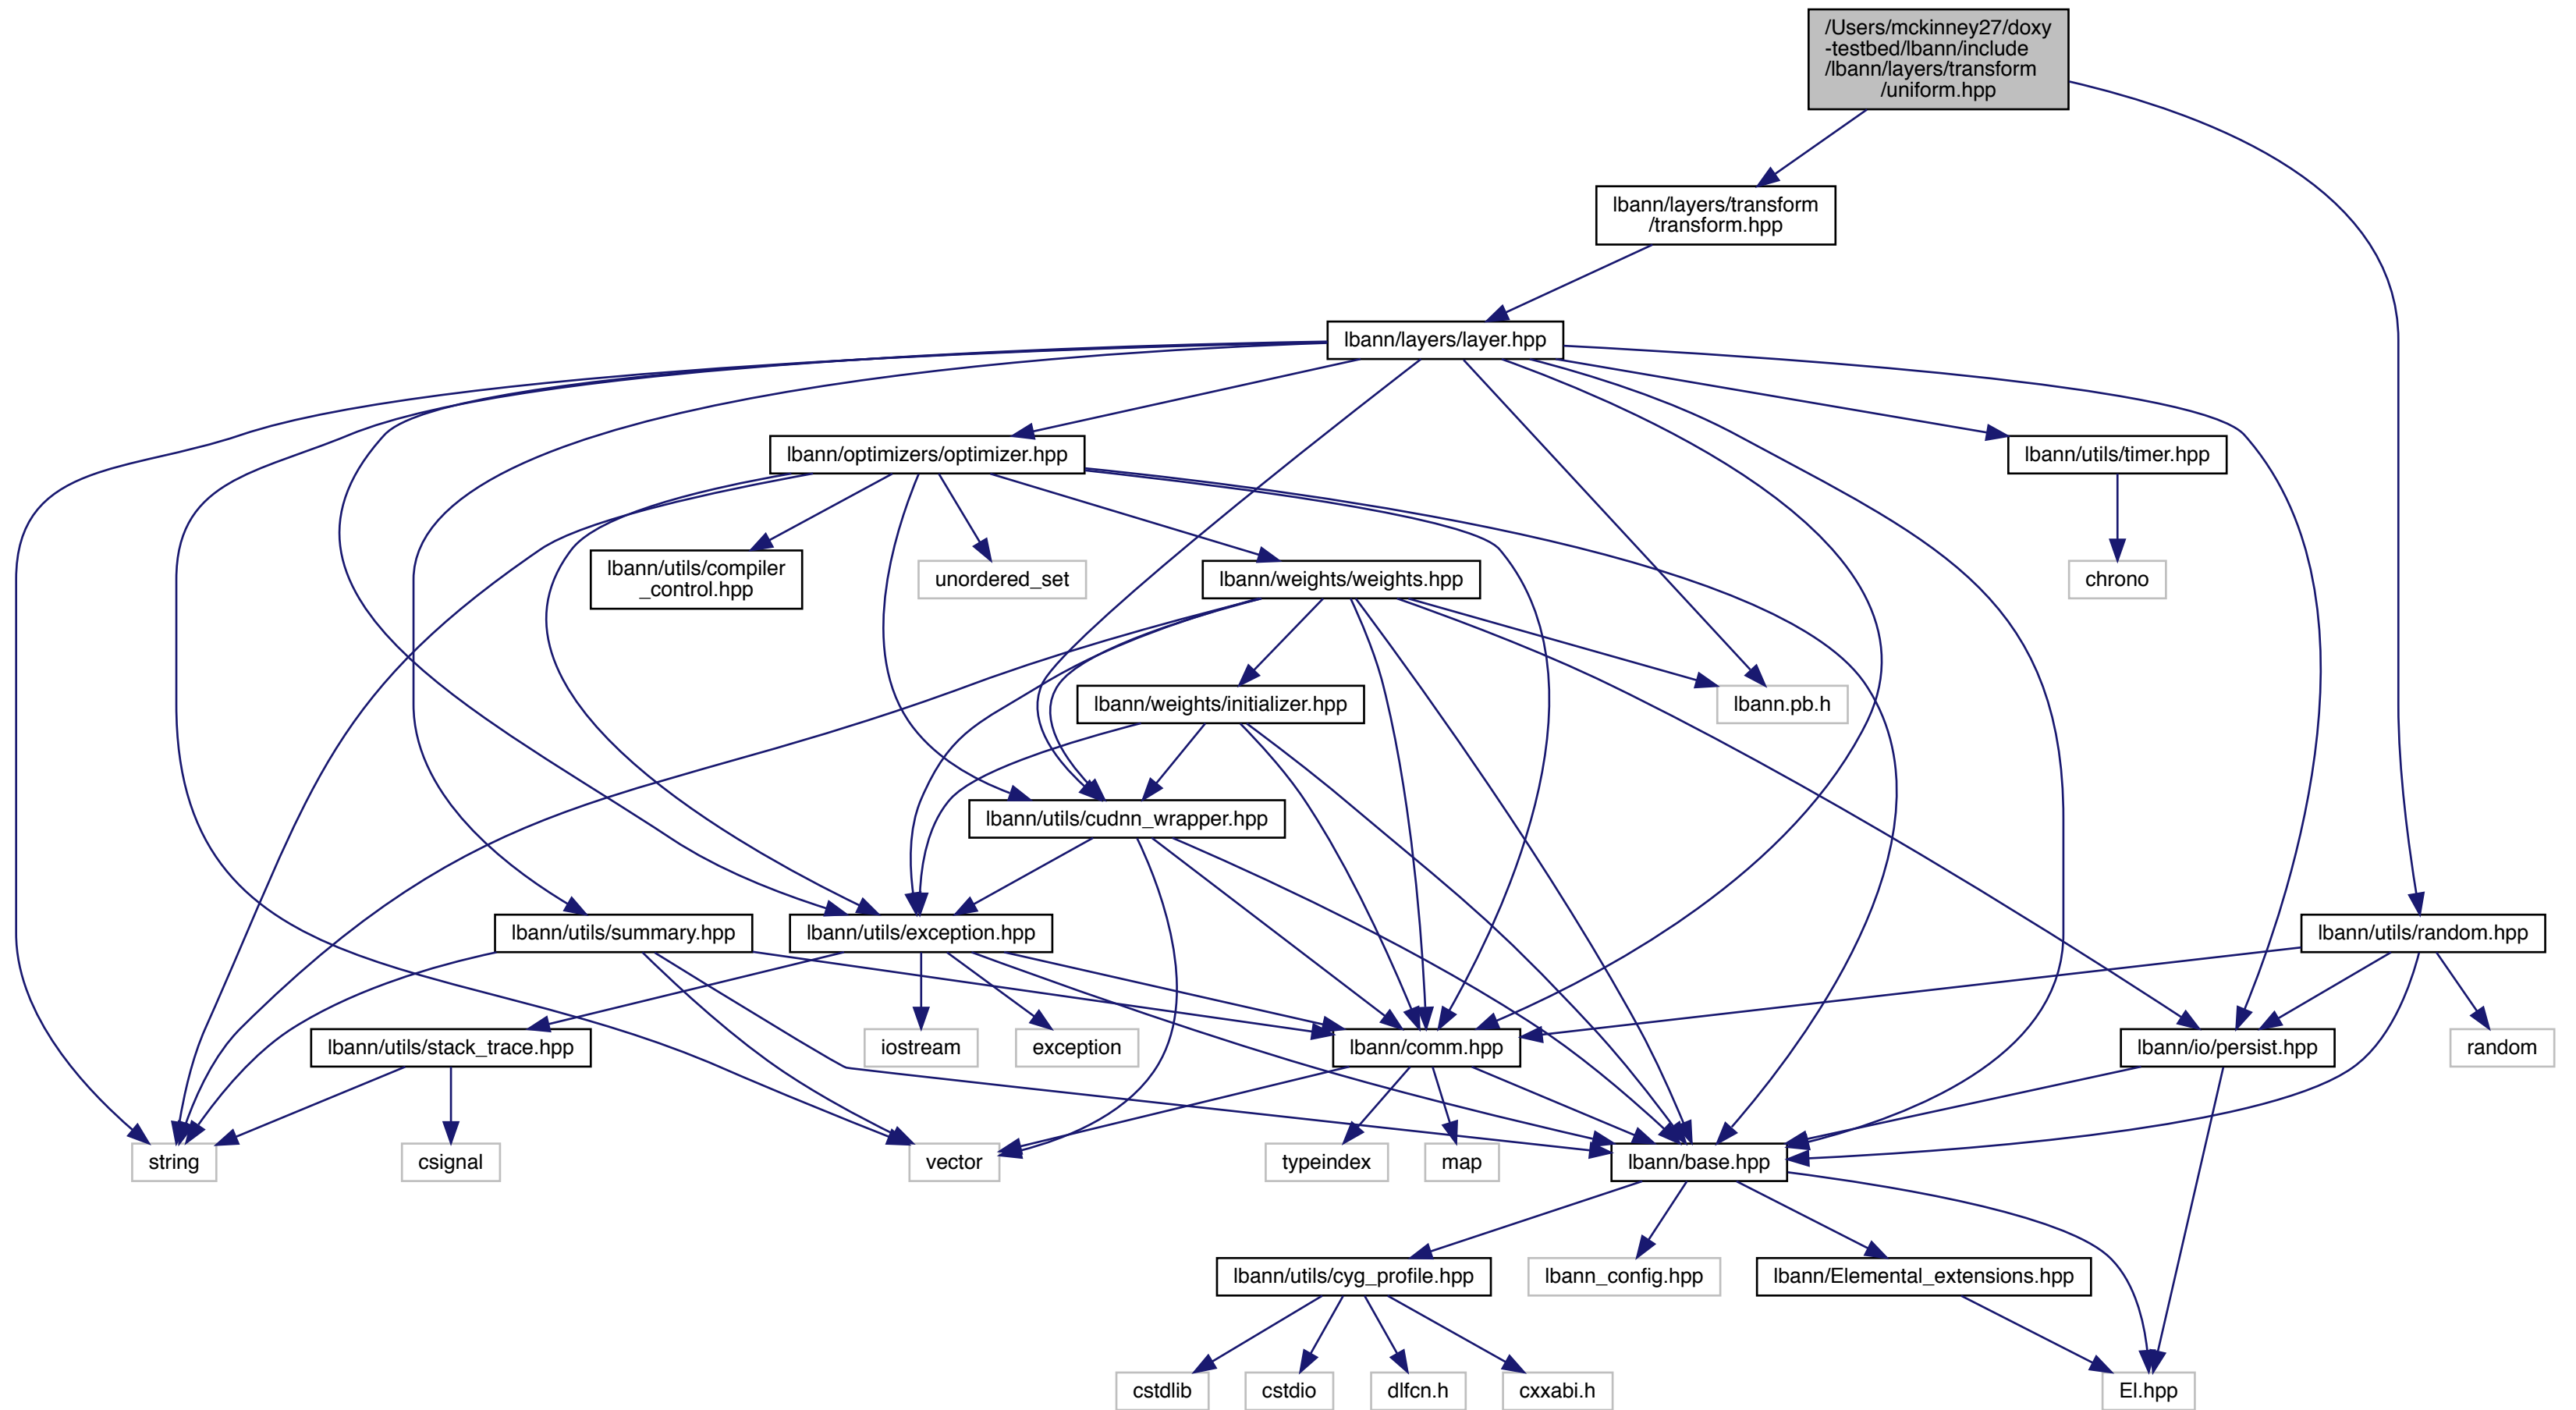 /Users/mckinney27/doxy
-testbed/lbann/include
/lbann/layers/transform
/uniform.hpp
lbann/layers/transform
/transform.hpp
lbann/layers/layer.hpp
lbann/optimizers/optimizer.hpp
lbann/utils/timer.hpp
lbann/utils/compiler
_control.hpp
unordered_set
lbann/weights/weights.hpp
chrono
lbann/weights/initializer.hpp
lbann.pb.h
lbann/utils/cudnn_wrapper.hpp
lbann/utils/summary.hpp
lbann/utils/exception.hpp
lbann/utils/random.hpp
lbann/utils/stack_trace.hpp
iostream
exception
lbann/comm.hpp
lbann/io/persist.hpp
random
string
csignal
vector
typeindex
map
lbann/base.hpp
lbann/utils/cyg_profile.hpp
lbann_config.hpp
lbann/Elemental_extensions.hpp
cstdlib
cstdio
dlfcn.h
cxxabi.h
El.hpp